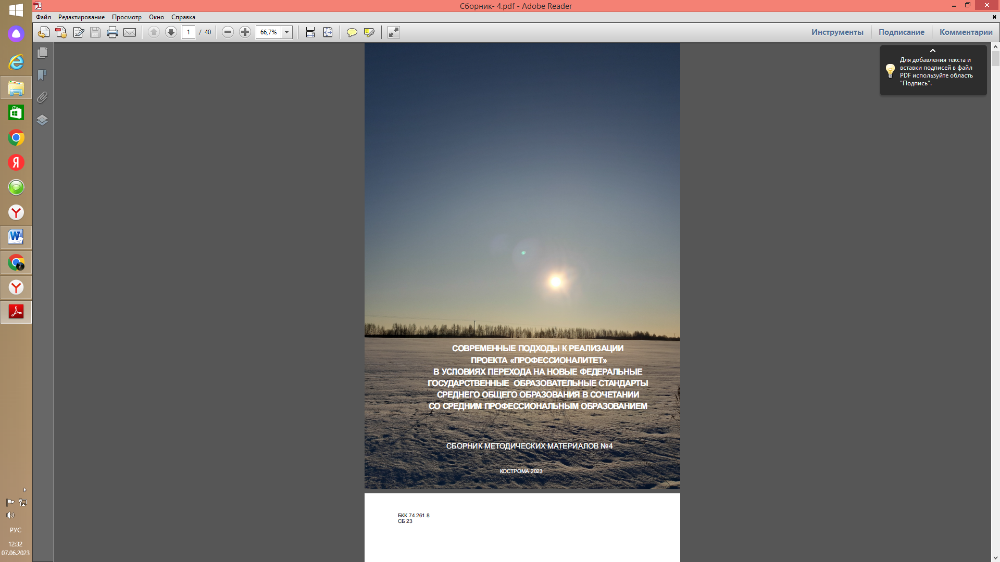 Сборник- 4.pdf - Adobe Reader
Файл Редактирование Просмотр Окно Справка
1 / 40 66,7%
Инструменты Подписание Комментарии
Для добавления текста и
вставки подписей в файл
PDF используйте область
"Подпись".
СОВРЕМЕННЫЕ ПОДХОДЫ К РЕАЛИЗАЦИИ
ПРОЕКТА «ПРОФЕССИОНАЛИТЕТ»
В УСЛОВИЯХ ПЕРЕХОДА НА НОВЫЕ ФЕДЕРАЛЬНЫЕ
ГОСУДАРСТВЕННЫЕ ОБРАЗОВАТЕЛЬНЫЕ СТАНДАРТЫ
СРЕДНЕГО ОБЩЕГО ОБРАЗОВАНИЯ В СОЧЕТАНИИ
СО СРЕДНИМ ПРОФЕССИОНАЛЬНЫМ ОБРАЗОВАНИЕМ
СБОРНИК МЕТОДИЧЕСКИХ МАТЕРИАЛОВ №4
КОСТРОМА 2023
БКК.74.261.8
СБ 23
РУС
12:32
07.06.2023